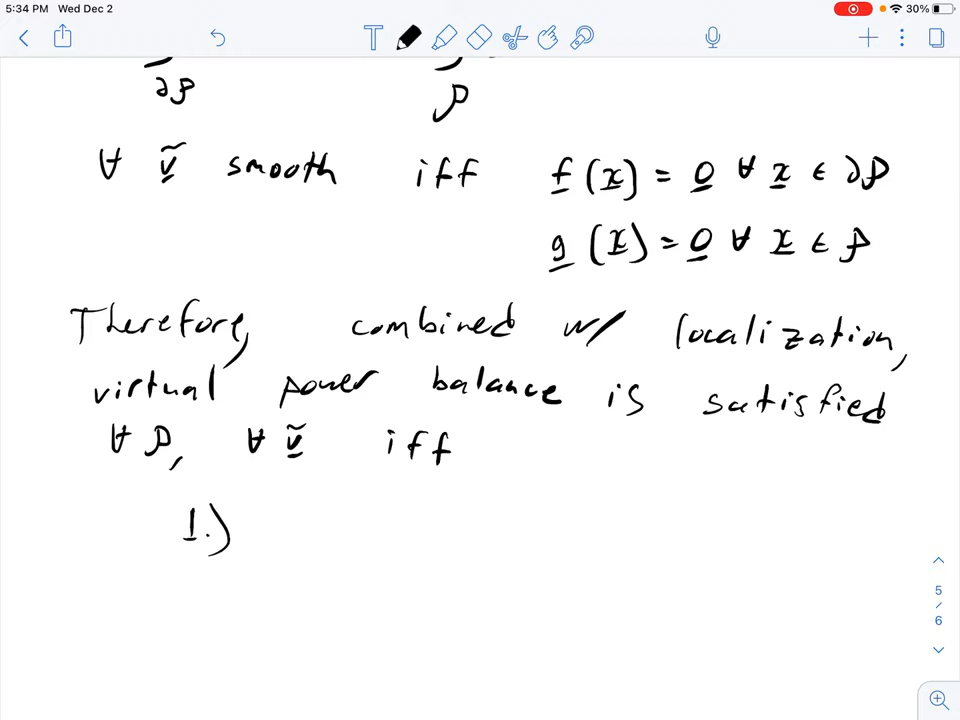 5:34 PM Wed Dec 2
30%
∂P
P
∀ ṽ smooth iff f(x) = 0 ∀ x ∈ ∂P
g(x) = 0 ∀ x ∈ P
Therefore, combined w/ localization,
virtual power balance is satisfied
∀ P, ∀ ṽ iff
1.)
5
/
6